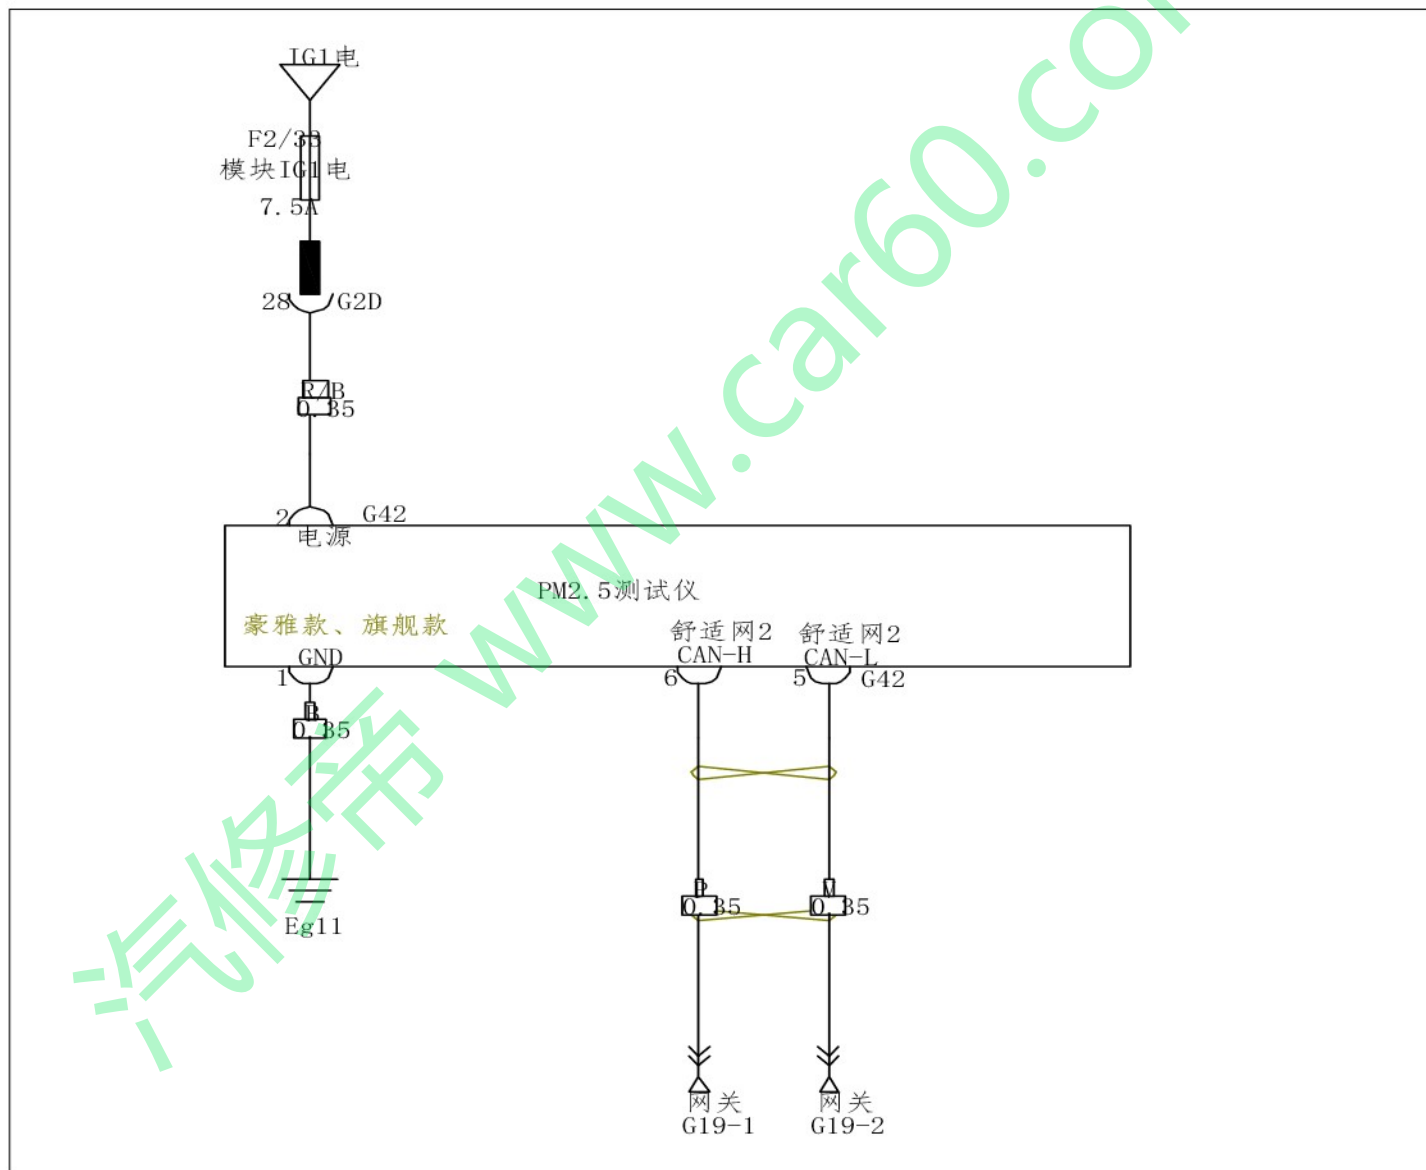 IG1电
F2/33
模块IG1电
7.5A
28 G2D
R/B
0.35
2 G42
电源
PM2.5测试仪
豪雅款、旗舰款
舒适网2 舒适网2
GND CAN-H CAN-L
1 6 5 G42
B
0.35
P V
0.35 0.35
Eg11
网关 网关
G19-1 G19-2
汽修帝 www.car60.com